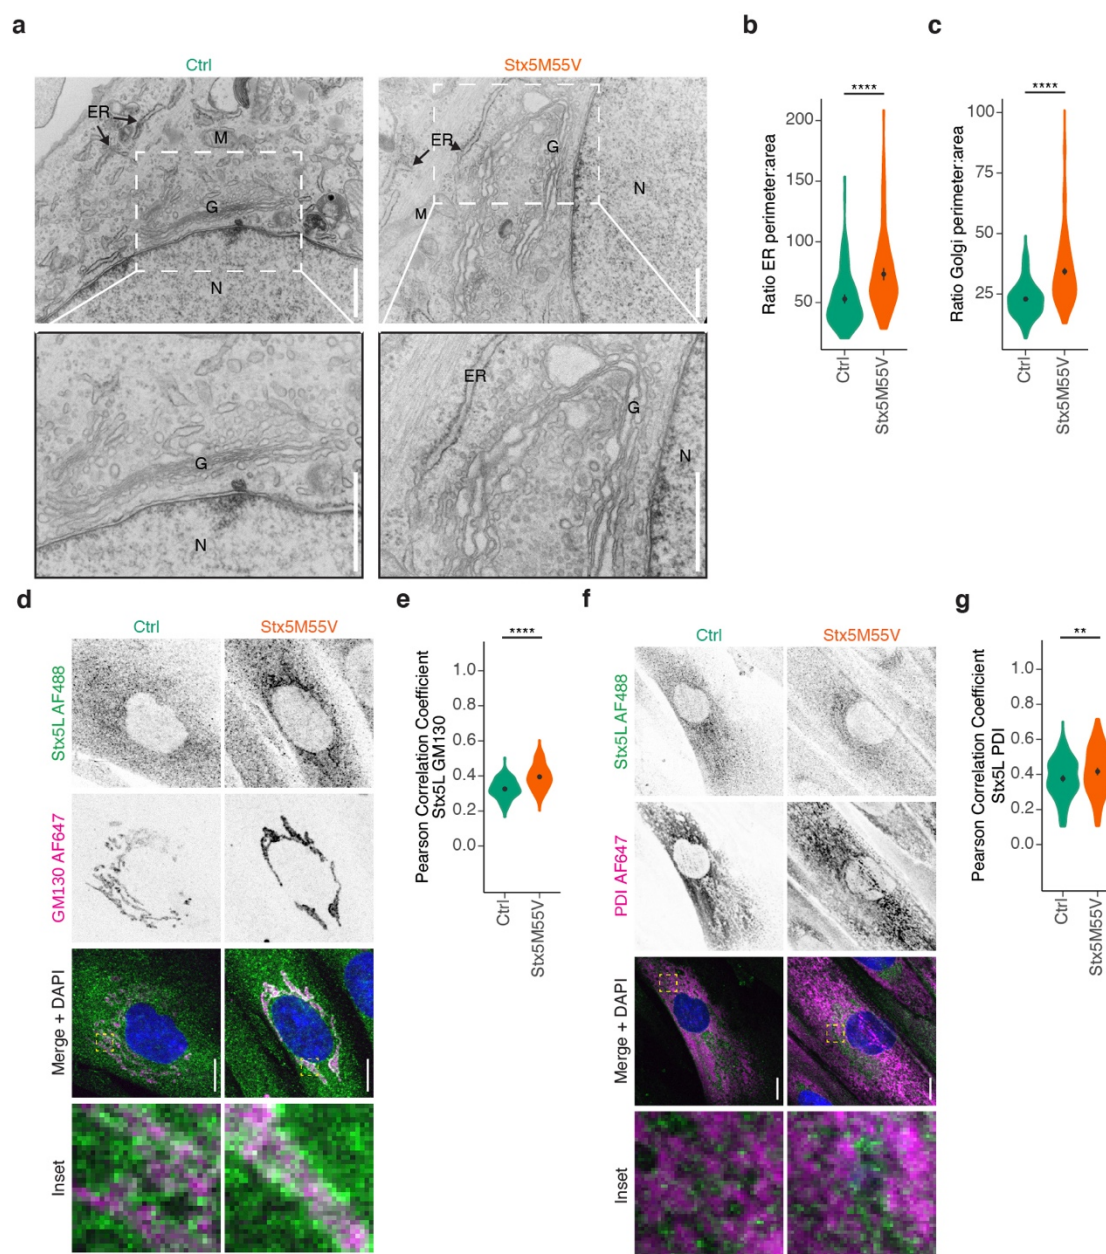 a
Ctrl
Stx5M55V
ER
M
G
N
ER
G
N
M
G
N
ER
G
N
b
****
Ratio ER perimeter:area
200
150
100
50
Ctrl
Stx5M55V
c
****
Ratio Golgi perimeter:area
100
75
50
25
Ctrl
Stx5M55V
d
Ctrl
Stx5M55V
Stx5L AF488
GM130 AF647
Merge + DAPI
Inset
e
****
Pearson Correlation Coefficient
Stx5L GM130
1.0
0.8
0.6
0.4
0.2
0.0
Ctrl
Stx5M55V
f
Ctrl
Stx5M55V
Stx5L AF488
PDI AF647
Merge + DAPI
Inset
g
**
Pearson Correlation Coefficient
Stx5L PDI
1.0
0.8
0.6
0.4
0.2
0.0
Ctrl
Stx5M55V